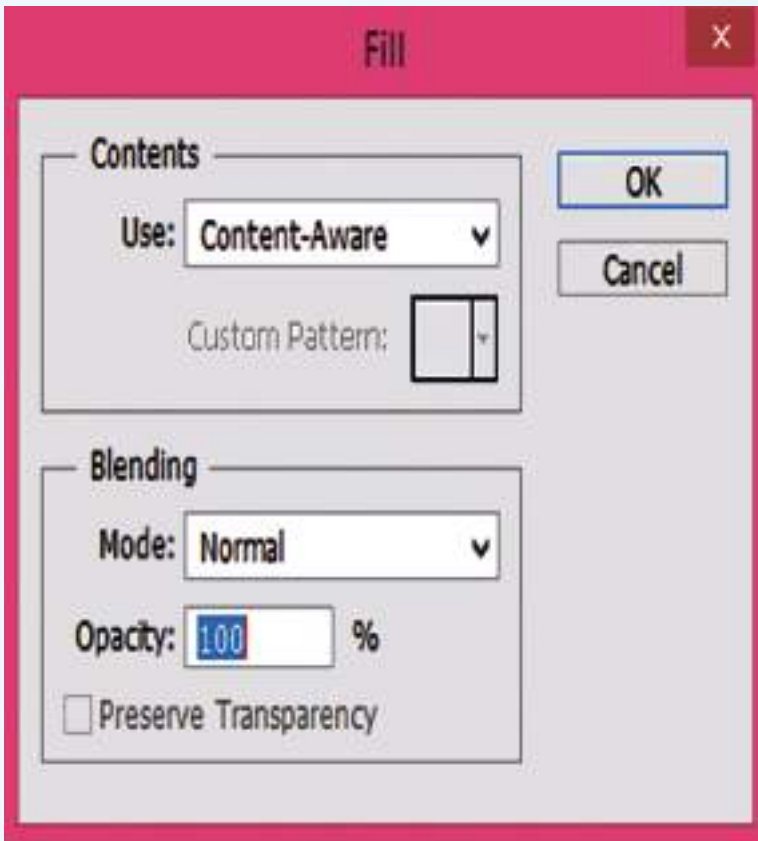 Fill
X
Contents
OK
Use: Content-Aware
Cancel
Custom Pattern:
Blending
Mode: Normal
Opacity: 100 %
Preserve Transparency